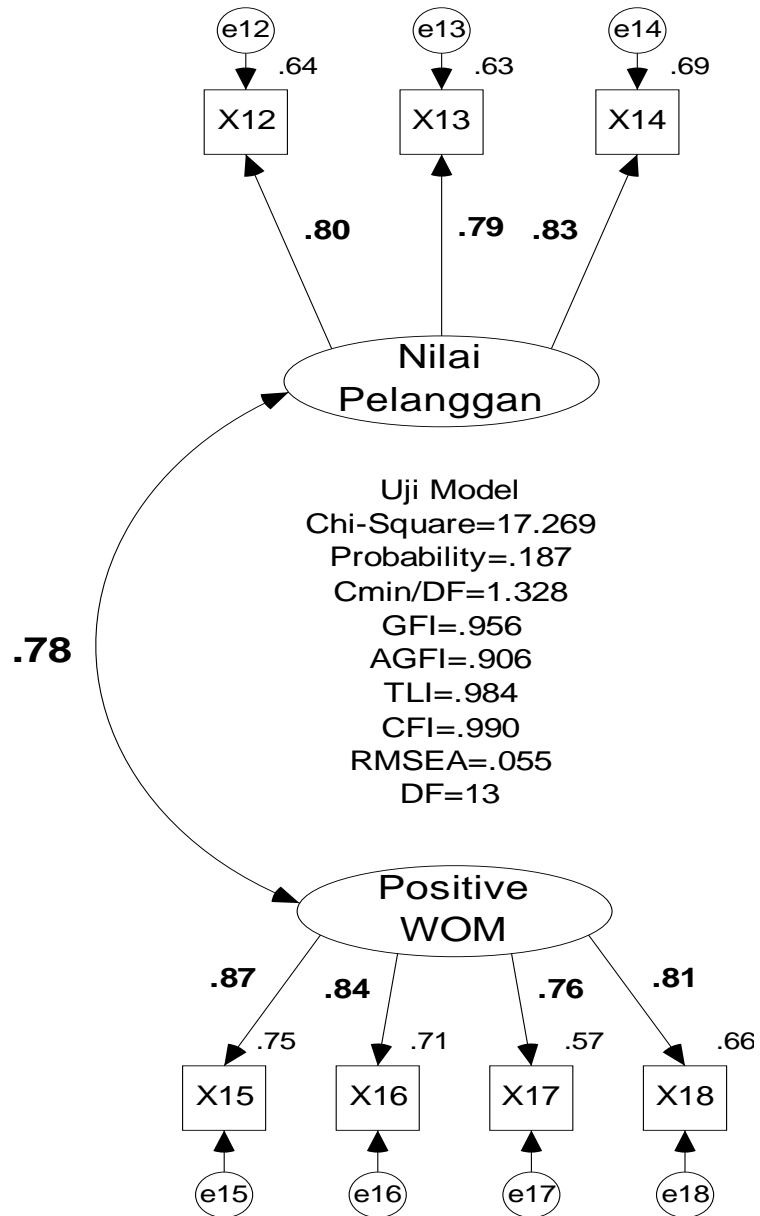 e12 e13 e14
.64 .63 .69
X12 X13 X14
.80 .79 .83
Nilai
Pelanggan
Uji Model
Chi-Square=17.269
Probability=.187
Cmin/DF=1.328
GFI=.956
AGFI=.906
TLI=.984
CFI=.990
RMSEA=.055
DF=13
.78
Positive
WOM
.87 .84 .76 .81
.75 .71 .57 .66
X15 X16 X17 X18
e15 e16 e17 e18